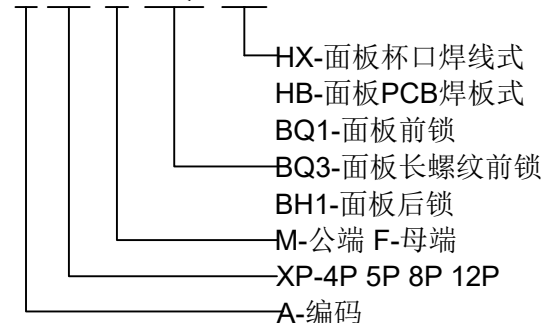 HX-面板杯口焊线式
HB-面板PCB焊板式
BQ1-面板前锁
BQ3-面板长螺纹前锁
BH1-面板后锁
M-公端 F-母端
XP-4P 5P 8P 12P
A-编码